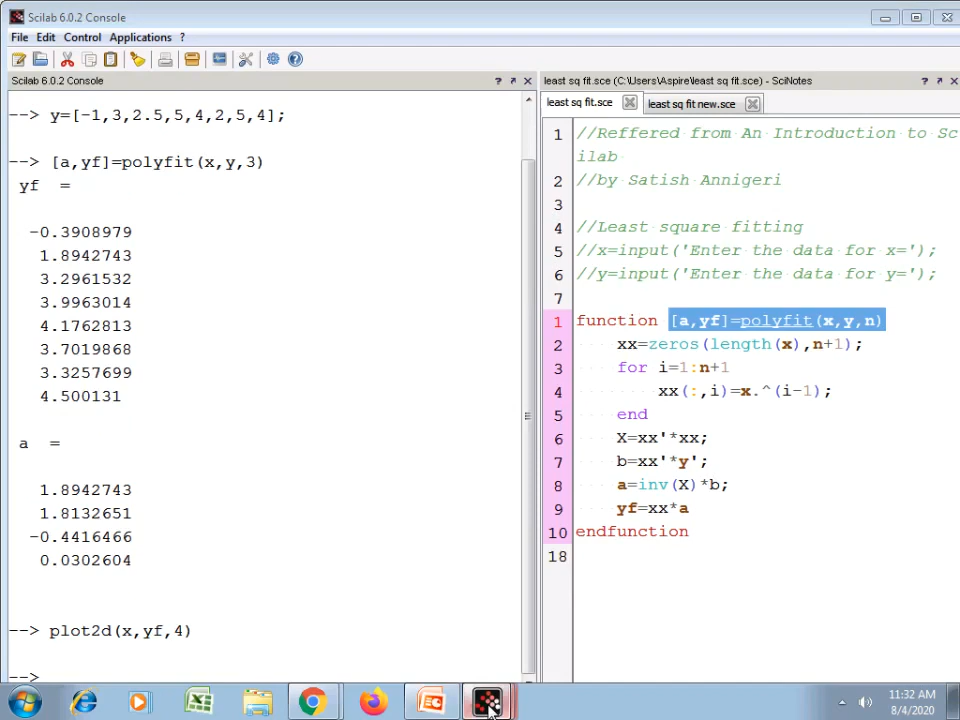 Scilab 6.0.2 Console
File Edit Control Applications ?
Scilab 6.0.2 Console
--> y=[-1,3,2.5,5,4,2,5,4];
--> [a,yf]=polyfit(x,y,3)
yf =
-0.3908979
1.8942743
3.2961532
3.9963014
4.1762813
3.7019868
3.3257699
4.500131
a =
1.8942743
1.8132651
-0.4416466
0.0302604
--> plot2d(x,yf,4)
-->
least sq fit.sce (C:\Users\Aspire\least sq fit.sce) - SciNotes
least sq fit.sce
least sq fit new.sce
1 //Reffered from An Introduction to Sc
ilab
2 //by Satish Annigeri
3
4 //Least square fitting
5 //x=input('Enter the data for x=');
6 //y=input('Enter the data for y=');
7
1 function [a,yf]=polyfit(x,y,n)
2 xx=zeros(length(x),n+1);
3 for i=1:n+1
4 xx(:,i)=x.^(i-1);
5 end
6 X=xx'*xx;
7 b=xx'*y';
8 a=inv(X)*b;
9 yf=xx*a
10 endfunction
18
11:32 AM
8/4/2020